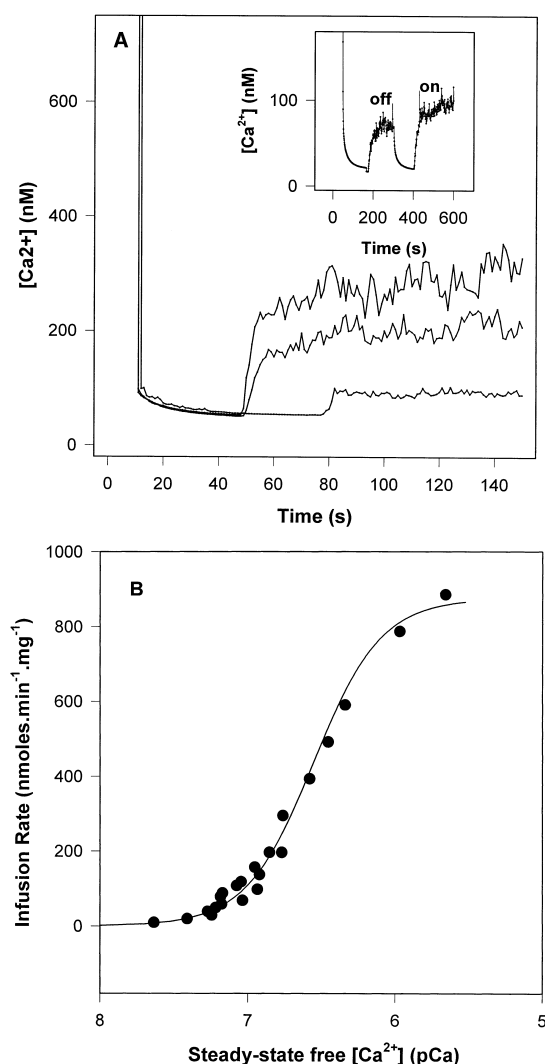 A
[Ca2+] (nM)
600
400
200
0
0 20 40 60 80 100 120 140
Time (s)
[Ca²⁺] (nM)
100
0
off
on
0 200 400 600
Time (s)
B
Infusion Rate (nmoles.min⁻¹.mg⁻¹)
1000
800
600
400
200
0
8 7 6 5
Steady-state free [Ca²⁺] (pCa)